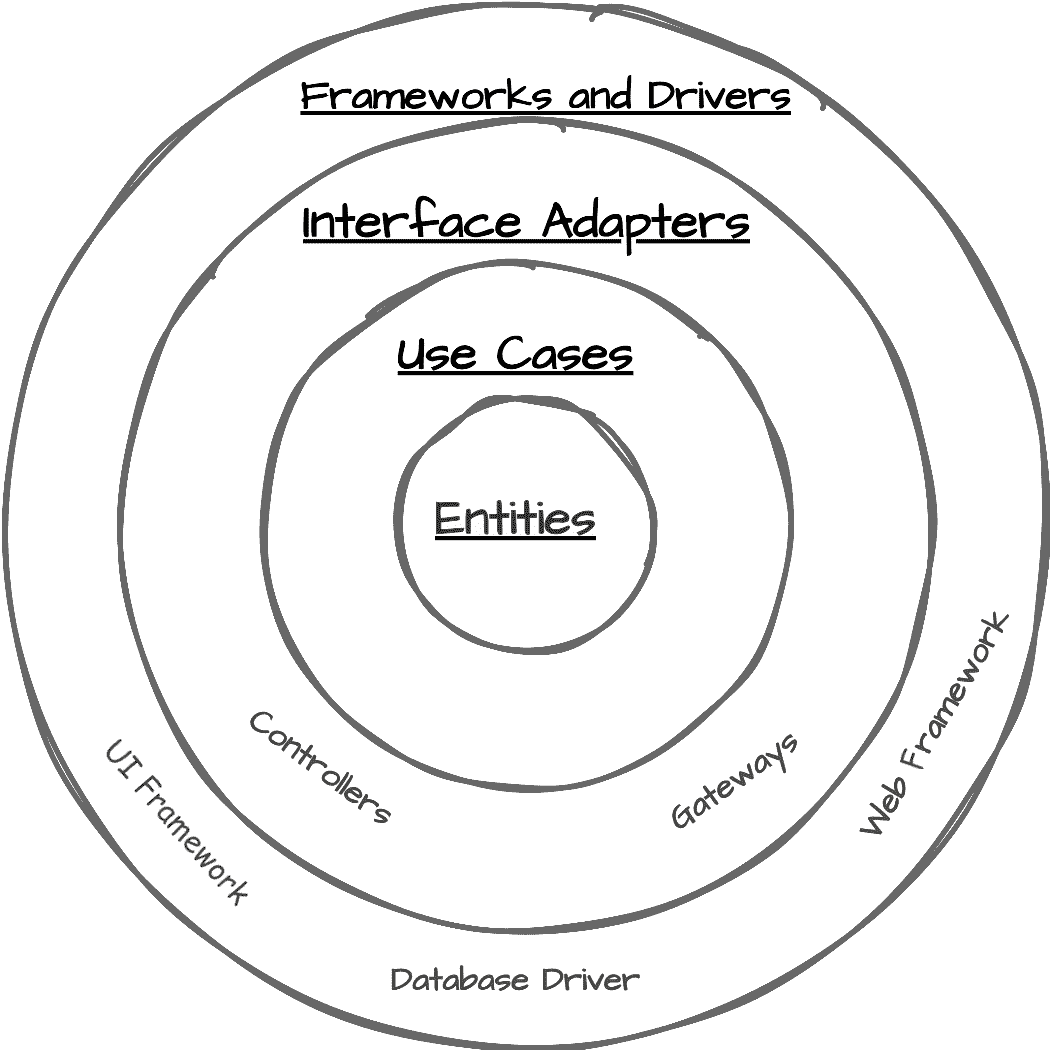 Frameworks and Drivers
Interface Adapters
Use Cases
Entities
Controllers
Gateways
UI Framework
Web Framework
Database Driver